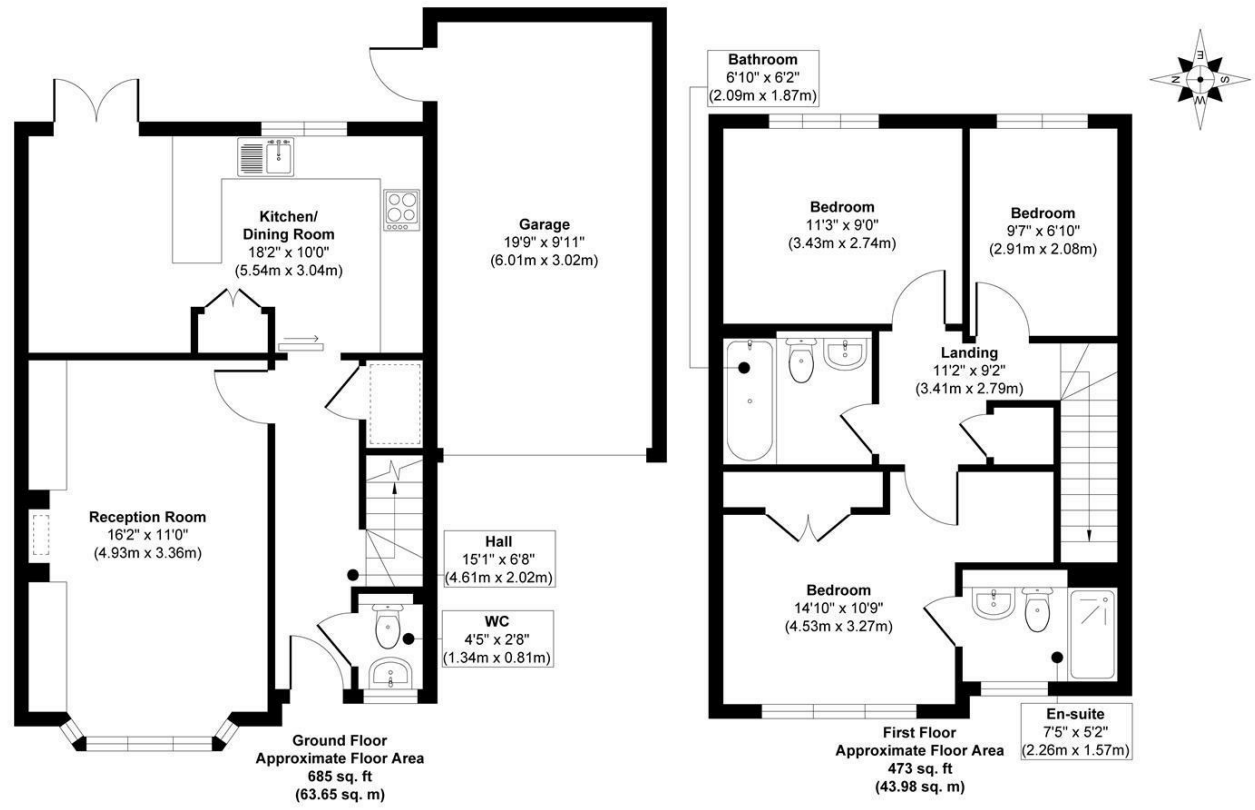 Kitchen/
Dining Room
18'2" x 10'0"
(5.54m x 3.04m)
Garage
19'9" x 9'11"
(6.01m x 3.02m)
Reception Room
16'2" x 11'0"
(4.93m x 3.36m)
Hall
15'1" x 6'8"
(4.61m x 2.02m)
WC
4'5" x 2'8"
(1.34m x 0.81m)
Ground Floor
Approximate Floor Area
685 sq. ft
(63.65 sq. m)
Bathroom
6'10" x 6'2"
(2.09m x 1.87m)
Bedroom
11'3" x 9'0"
(3.43m x 2.74m)
Bedroom
9'7" x 6'10"
(2.91m x 2.08m)
Landing
11'2" x 9'2"
(3.41m x 2.79m)
Bedroom
14'10" x 10'9"
(4.53m x 3.27m)
En-suite
7'5" x 5'2"
(2.26m x 1.57m)
First Floor
Approximate Floor Area
473 sq. ft
(43.98 sq. m)
E
N
S
W